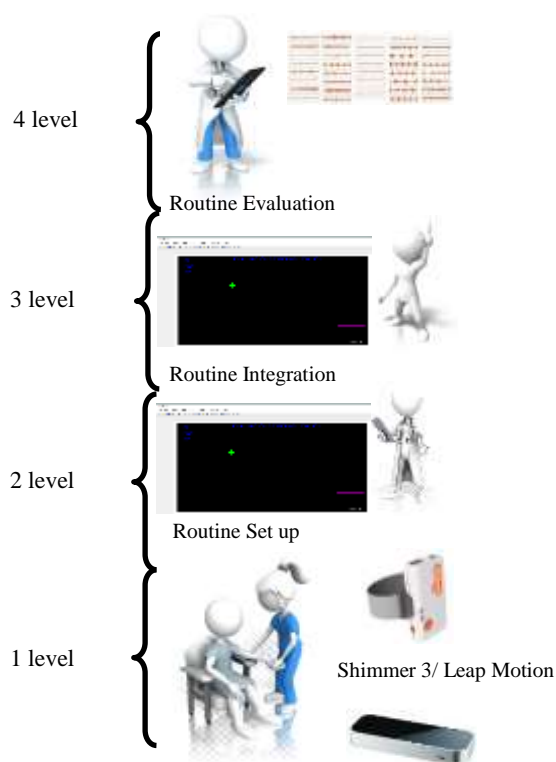 4 level
Routine Evaluation
3 level
Routine Integration
2 level
Routine Set up
1 level
Shimmer 3/ Leap Motion